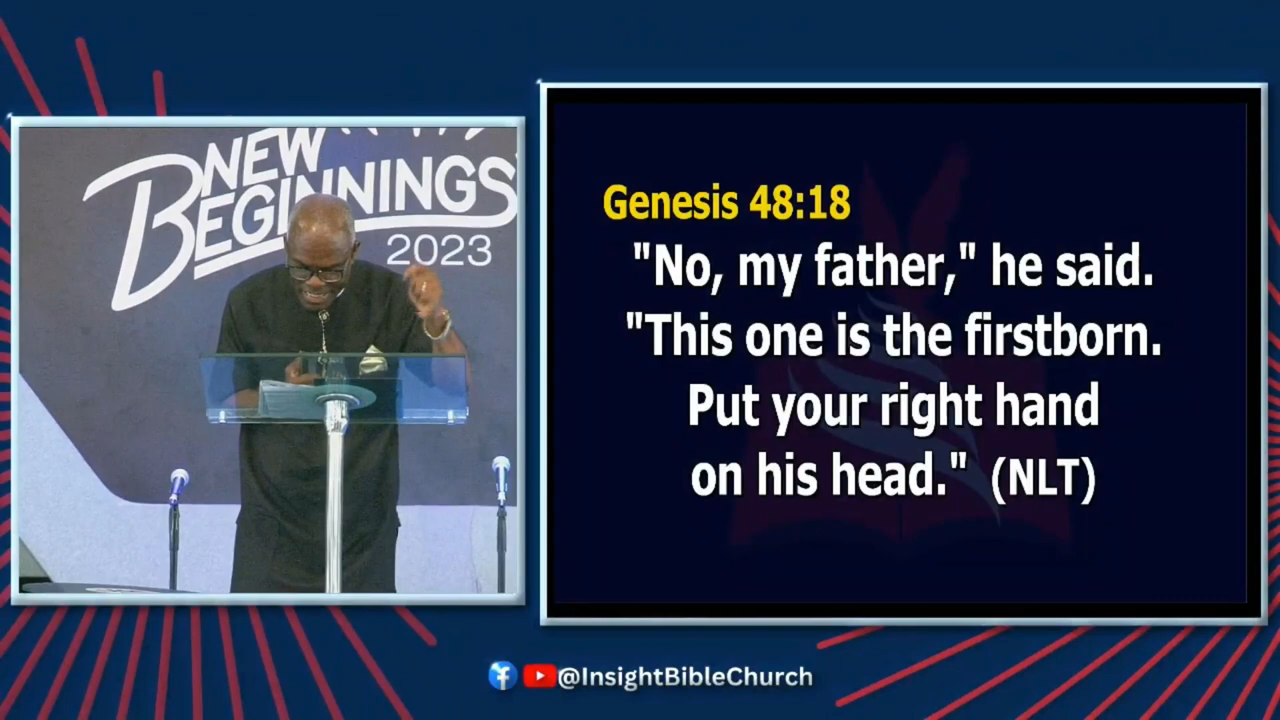 NEW
BEGINNINGS
2023
Genesis 48:18
"No, my father," he said.
"This one is the firstborn.
Put your right hand
on his head." (NLT)
@InsightBibleChurch